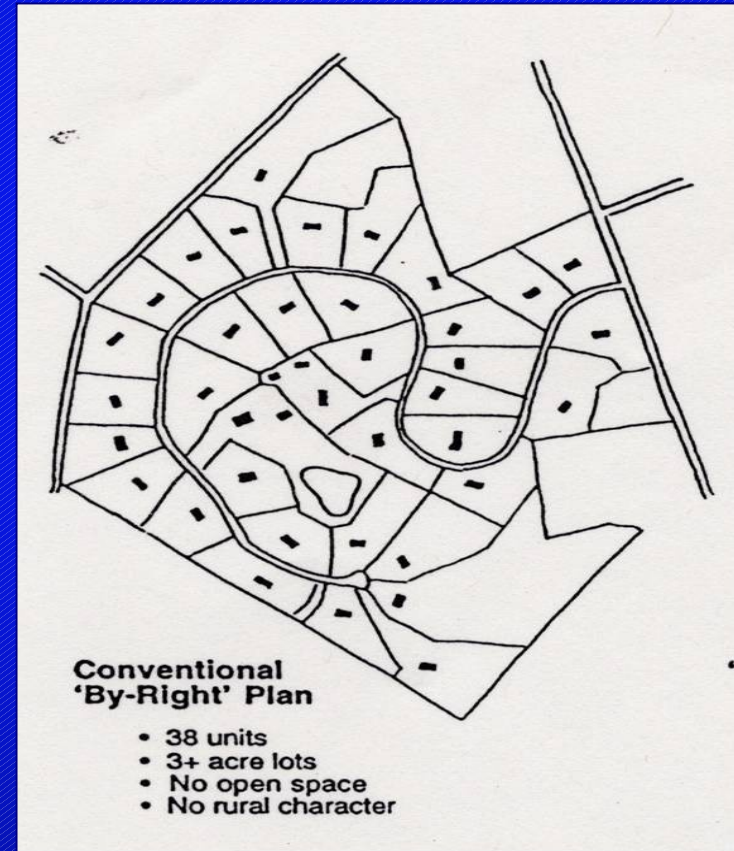 Conventional
‘By-Right’ Plan
• 38 units
• 3+ acre lots
• No open space
• No rural character